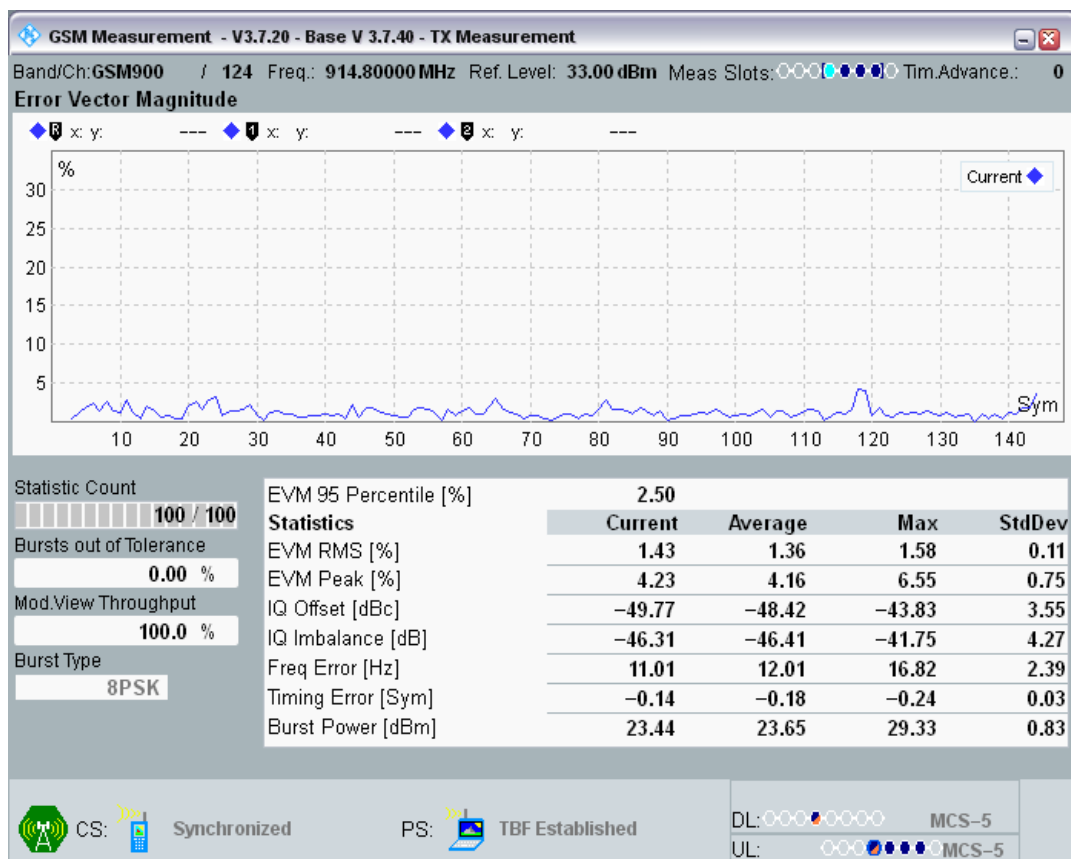 GSM Measurement - V3.7.20 - Base V 3.7.40 - TX Measurement
Band/Ch:GSM900 / 124 Freq.: 914.80000 MHz Ref. Level: 33.00 dBm Meas Slots: Tim.Advance.: 0
Error Vector Magnitude
R x: y: --- 1 x: y: --- 2 x: y: ---
%
Current
30
25
20
15
10
5
Sym
10 20 30 40 50 60 70 80 90 100 110 120 130 140
Statistic Count
100 / 100
Bursts out of Tolerance
0.00 %
Mod.View Throughput
100.0 %
Burst Type
8PSK
EVM 95 Percentile [%] 2.50
Statistics Current Average Max StdDev
EVM RMS [%] 1.43 1.36 1.58 0.11
EVM Peak [%] 4.23 4.16 6.55 0.75
IQ Offset [dBc] −49.77 −48.42 −43.83 3.55
IQ Imbalance [dB] −46.31 −46.41 −41.75 4.27
Freq Error [Hz] 11.01 12.01 16.82 2.39
Timing Error [Sym] −0.14 −0.18 −0.24 0.03
Burst Power [dBm] 23.44 23.65 29.33 0.83
CS: Synchronized PS: TBF Established
DL: MCS−5
UL: MCS−5